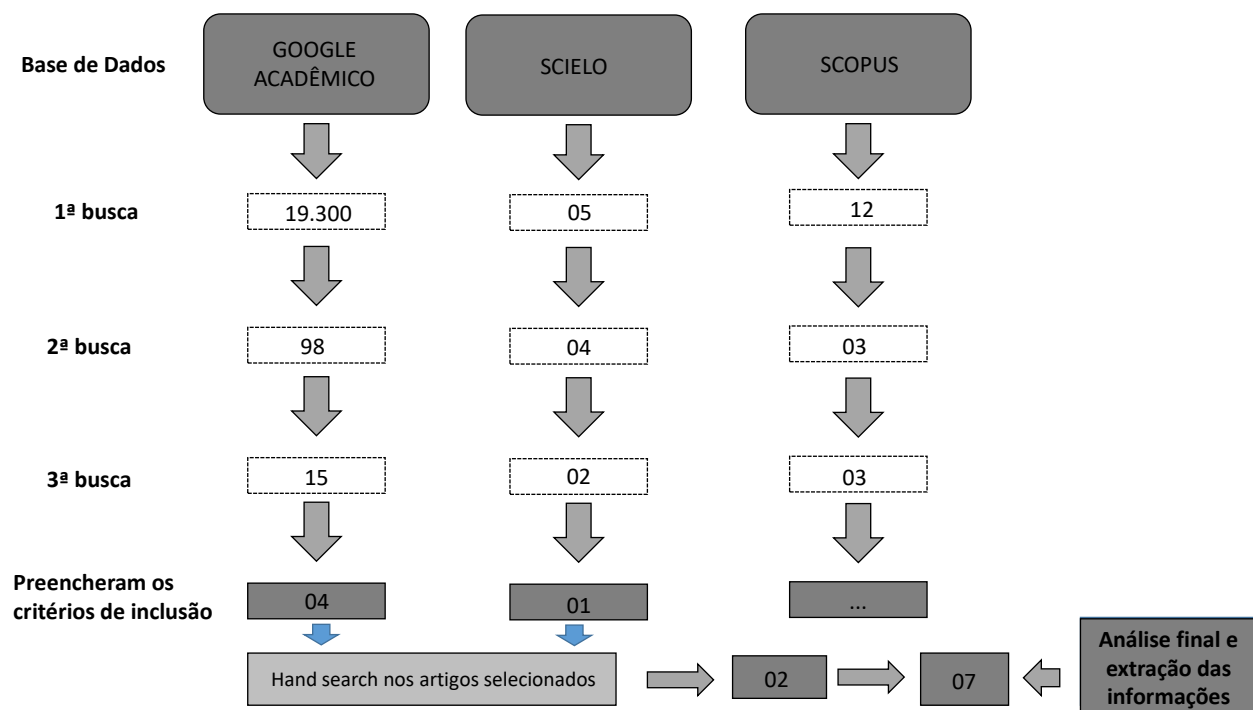 Base de Dados
GOOGLE
ACADÊMICO
SCIELO
SCOPUS
1ª busca
19.300
05
12
2ª busca
98
04
03
3ª busca
15
02
03
Preencheram os
critérios de inclusão
04
01
...
Hand search nos artigos selecionados
02
07
Análise final e
extração das
informações